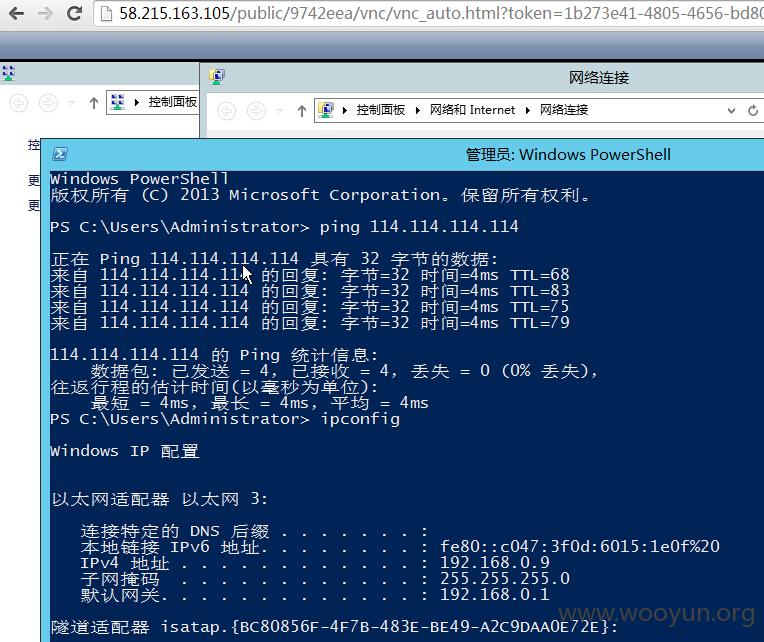 58.215.163.105/public/9742eea/vnc/vnc_auto.html?token=1b273e41-4805-4656-bd80
网络连接
控制面板
控制面板 网络和 Internet 网络连接
控
更
更
管理员: Windows PowerShell
Windows PowerShell
版权所有 (C) 2013 Microsoft Corporation。保留所有权利。
PS C:\Users\Administrator> ping 114.114.114.114
正在 Ping 114.114.114.114 具有 32 字节的数据:
来自 114.114.114.114 的回复: 字节=32 时间=4ms TTL=68
来自 114.114.114.114 的回复: 字节=32 时间=4ms TTL=83
来自 114.114.114.114 的回复: 字节=32 时间=4ms TTL=75
来自 114.114.114.114 的回复: 字节=32 时间=4ms TTL=79
114.114.114.114 的 Ping 统计信息:
数据包: 已发送 = 4, 已接收 = 4, 丢失 = 0 (0% 丢失),
往返行程的估计时间(以毫秒为单位):
最短 = 4ms, 最长 = 4ms, 平均 = 4ms
PS C:\Users\Administrator> ipconfig
Windows IP 配置
以太网适配器 以太网 3:
连接特定的 DNS 后缀 . . . . . . . :
本地链接 IPv6 地址. . . . . . . . : fe80::c047:3f0d:6015:1e0f%20
IPv4 地址 . . . . . . . . . . . . : 192.168.0.9
子网掩码 . . . . . . . . . . . . : 255.255.255.0
默认网关. . . . . . . . . . . . . : 192.168.0.1
隧道适配器 isatap.{BC80856F-4F7B-483E-BE49-A2C9DAA0E72E}:
www.wooyun.org